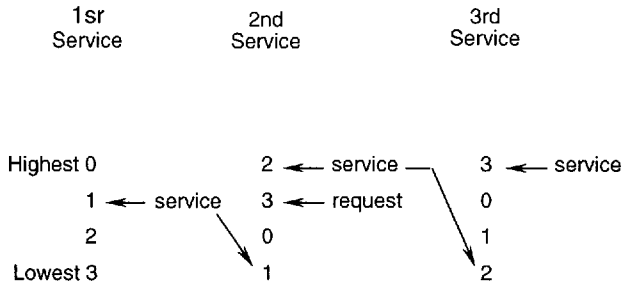 1sr 2nd 3rd
Service Service Service
Highest 0 2 service 3 service
1 service 3 request 0
2 0 1
Lowest 3 1 2